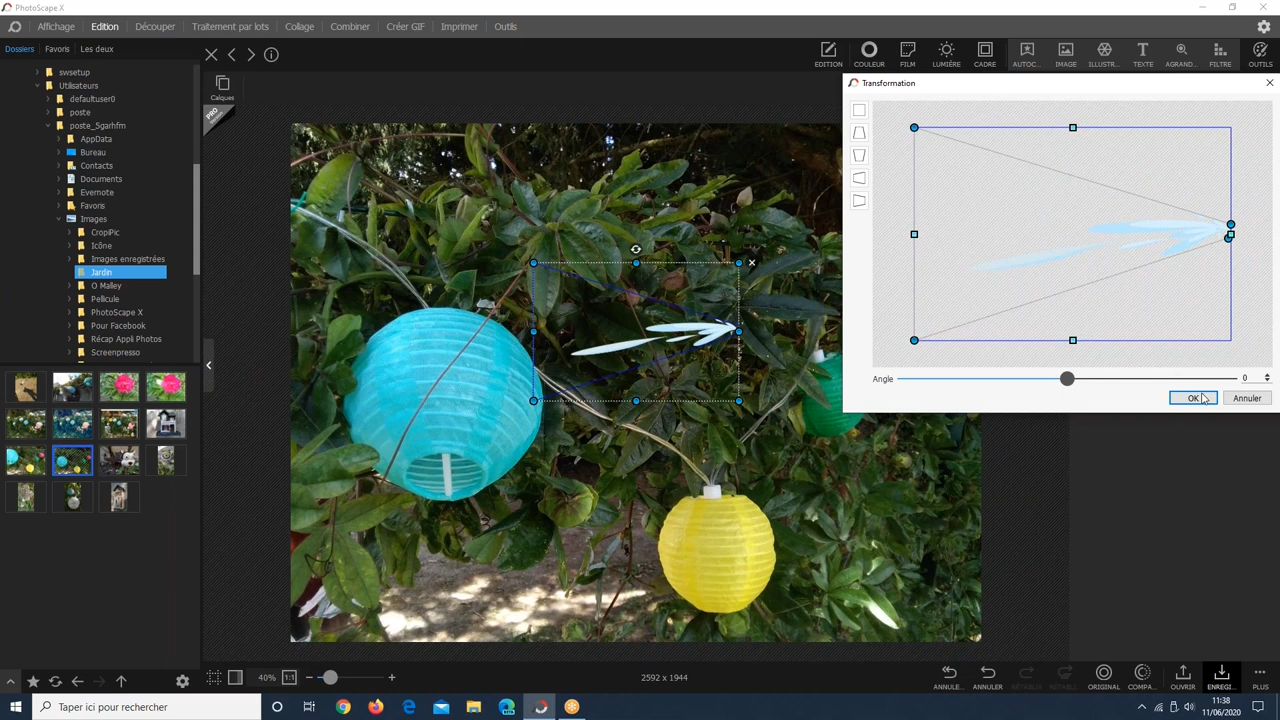 PhotoScape X
Affichage Edition Découper Traitement par lots Collage Combiner Créer GIF Imprimer Outils
Dossiers Favoris Les deux
EDITION COULEUR FILM LUMIÈRE CADRE AUTOC... IMAGE ILLUSTR... TEXTE AGRAND... FILTRE OUTILS
Calques
PRO
Transformation
swsetup
Utilisateurs
defaultuser0
poste
poste_5garhfm
AppData
Bureau
Contacts
Documents
Evernote
Favoris
Images
CropiPic
Icône
Images enregistrées
Jardin
O Malley
Pellicule
PhotoScape X
Pour Facebook
Récap Appli Photos
Screenpresso
Angle 0
OK Annuler
40% 1:1 2592 x 1944
ANNULE... ANNULER RÉTABLIR RÉTABL... ORIGINAL COMPA... OUVRIR ENREGI... PLUS
Taper ici pour rechercher
11:38
11/06/2020